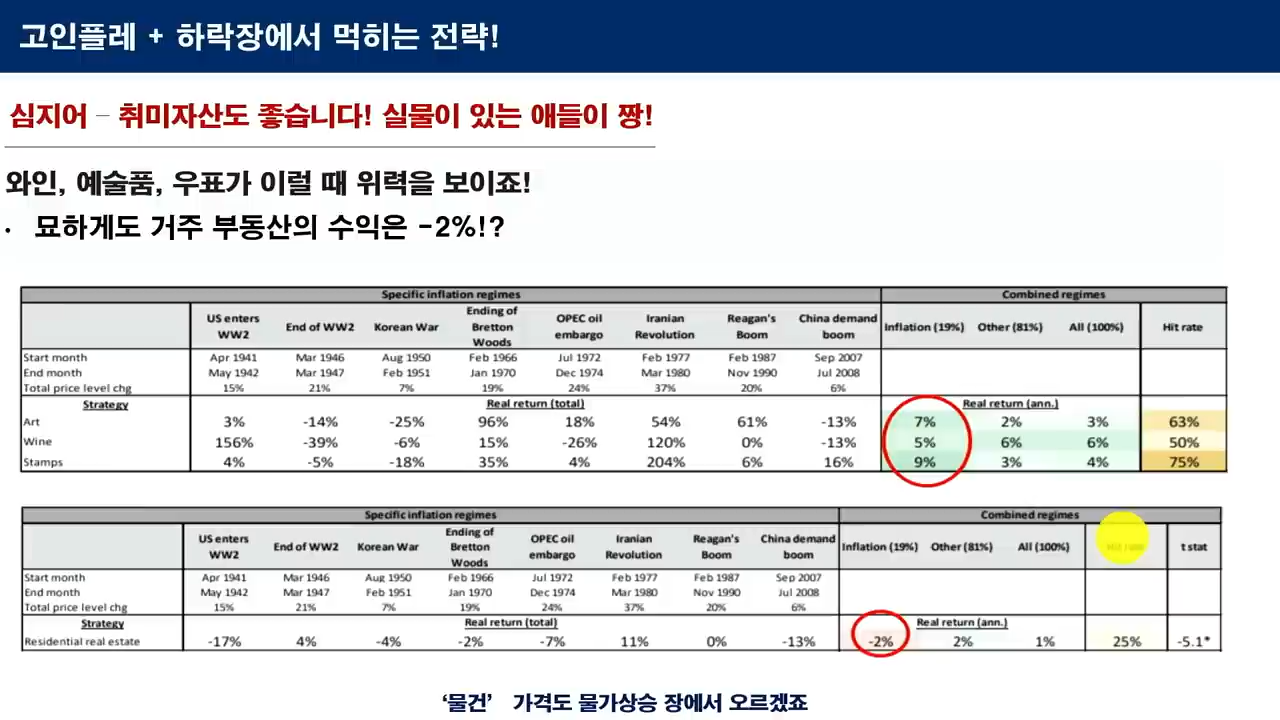 고인플레 + 하락장에서 먹히는 전략!
심지어 – 취미자산도 좋습니다! 실물이 있는 애들이 짱!
와인, 예술품, 우표가 이럴 때 위력을 보이죠!
• 묘하게도 거주 부동산의 수익은 -2%!?
Specific inflation regimes Combined regimes
US enters WW2 End of WW2 Korean War Ending of Bretton Woods OPEC oil embargo Iranian Revolution Reagan's Boom China demand boom Inflation (19%) Other (81%) All (100%) Hit rate
Start month Apr 1941 Mar 1946 Aug 1950 Feb 1966 Jul 1972 Feb 1977 Feb 1987 Sep 2007
End month May 1942 Mar 1947 Feb 1951 Jan 1970 Dec 1974 Mar 1980 Nov 1990 Jul 2008
Total price level chg 15% 21% 7% 19% 24% 37% 20% 6%
Strategy Real return (total) Real return (ann.)
Art 3% -14% -25% 96% 18% 54% 61% -13% 7% 2% 3% 63%
Wine 156% -39% -6% 15% -26% 120% 0% -13% 5% 6% 6% 50%
Stamps 4% -5% -18% 35% 4% 204% 6% 16% 9% 3% 4% 75%
Specific inflation regimes Combined regimes
US enters WW2 End of WW2 Korean War Ending of Bretton Woods OPEC oil embargo Iranian Revolution Reagan's Boom China demand boom Inflation (19%) Other (81%) All (100%) t stat
Start month Apr 1941 Mar 1946 Aug 1950 Feb 1966 Jul 1972 Feb 1977 Feb 1987 Sep 2007
End month May 1942 Mar 1947 Feb 1951 Jan 1970 Dec 1974 Mar 1980 Nov 1990 Jul 2008
Total price level chg 15% 21% 7% 19% 24% 37% 20% 6%
Strategy Real return (total) Real return (ann.)
Residential real estate -17% 4% -4% -2% -7% 11% 0% -13% -2% 2% 1% 25% -5.1*
‘물건’ 가격도 물가상승 장에서 오르겠죠